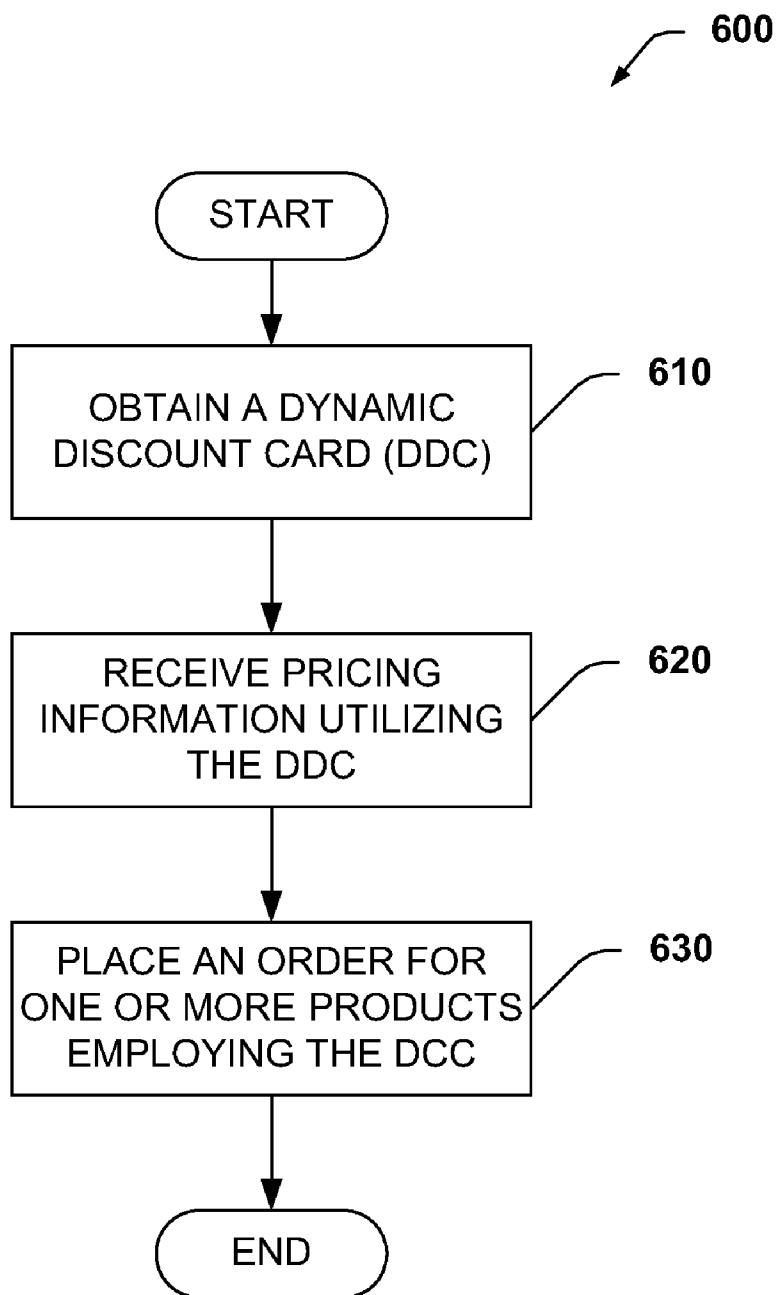 600
START
OBTAIN A DYNAMIC
DISCOUNT CARD (DDC)
610
RECEIVE PRICING
INFORMATION UTILIZING
THE DDC
620
PLACE AN ORDER FOR
ONE OR MORE PRODUCTS
EMPLOYING THE DCC
630
END